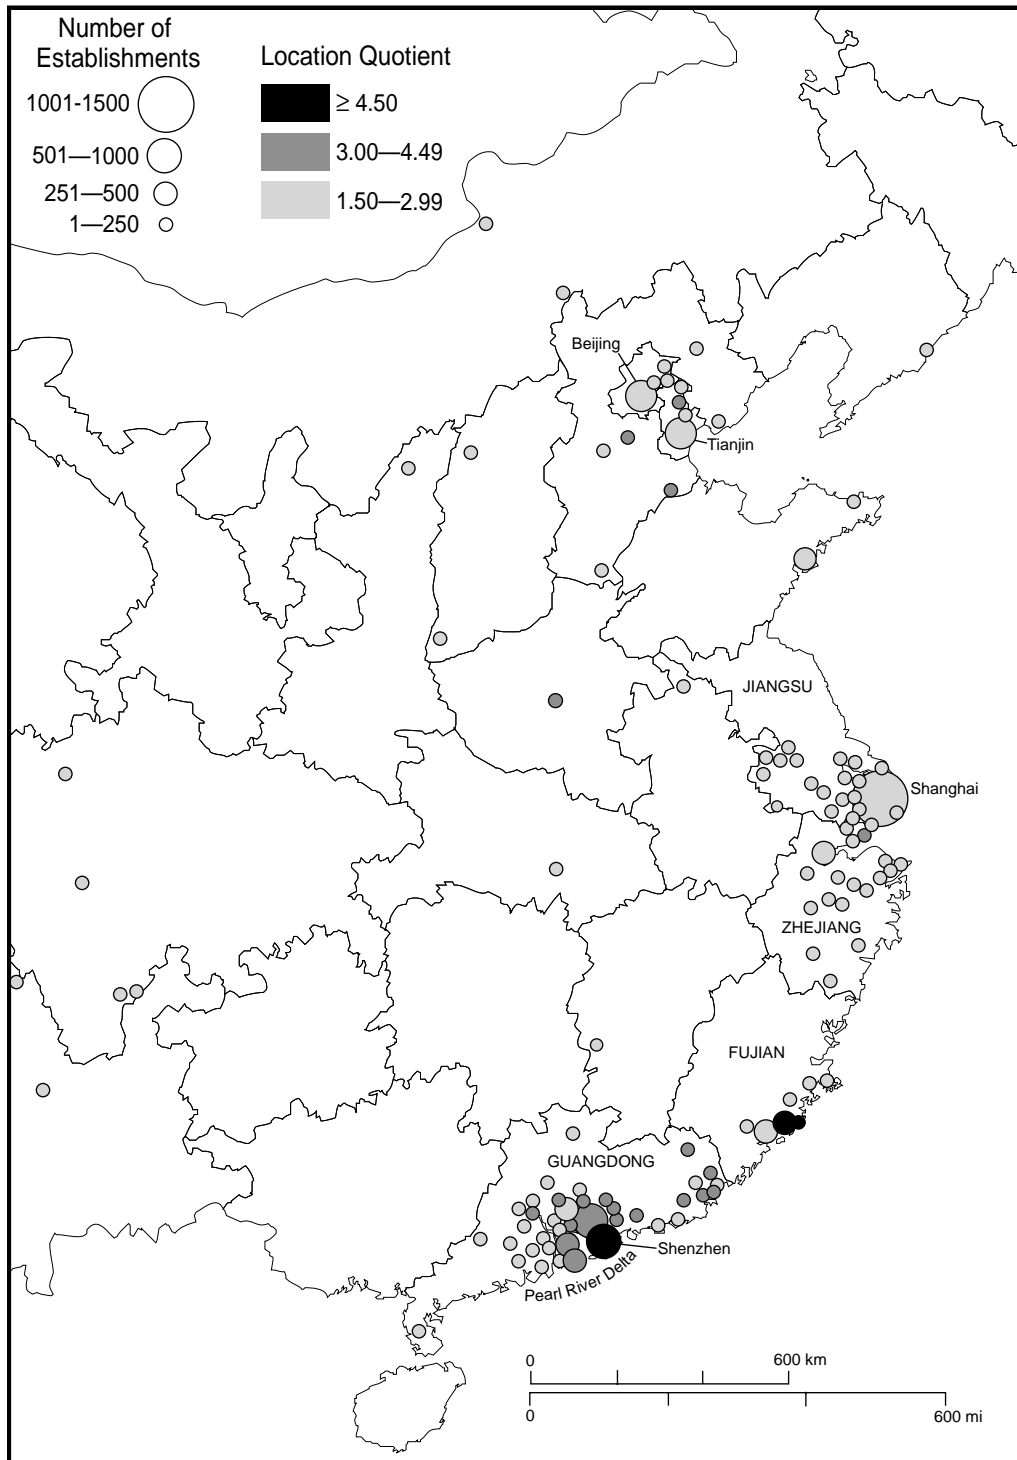 Number of
Establishments
1001-1500
501—1000
251—500
1—250
Location Quotient
≥ 4.50
3.00—4.49
1.50—2.99
Beijing
Tianjin
JIANGSU
Shanghai
ZHEJIANG
FUJIAN
GUANGDONG
Shenzhen
Pearl River Delta
0 600 km
0 600 mi